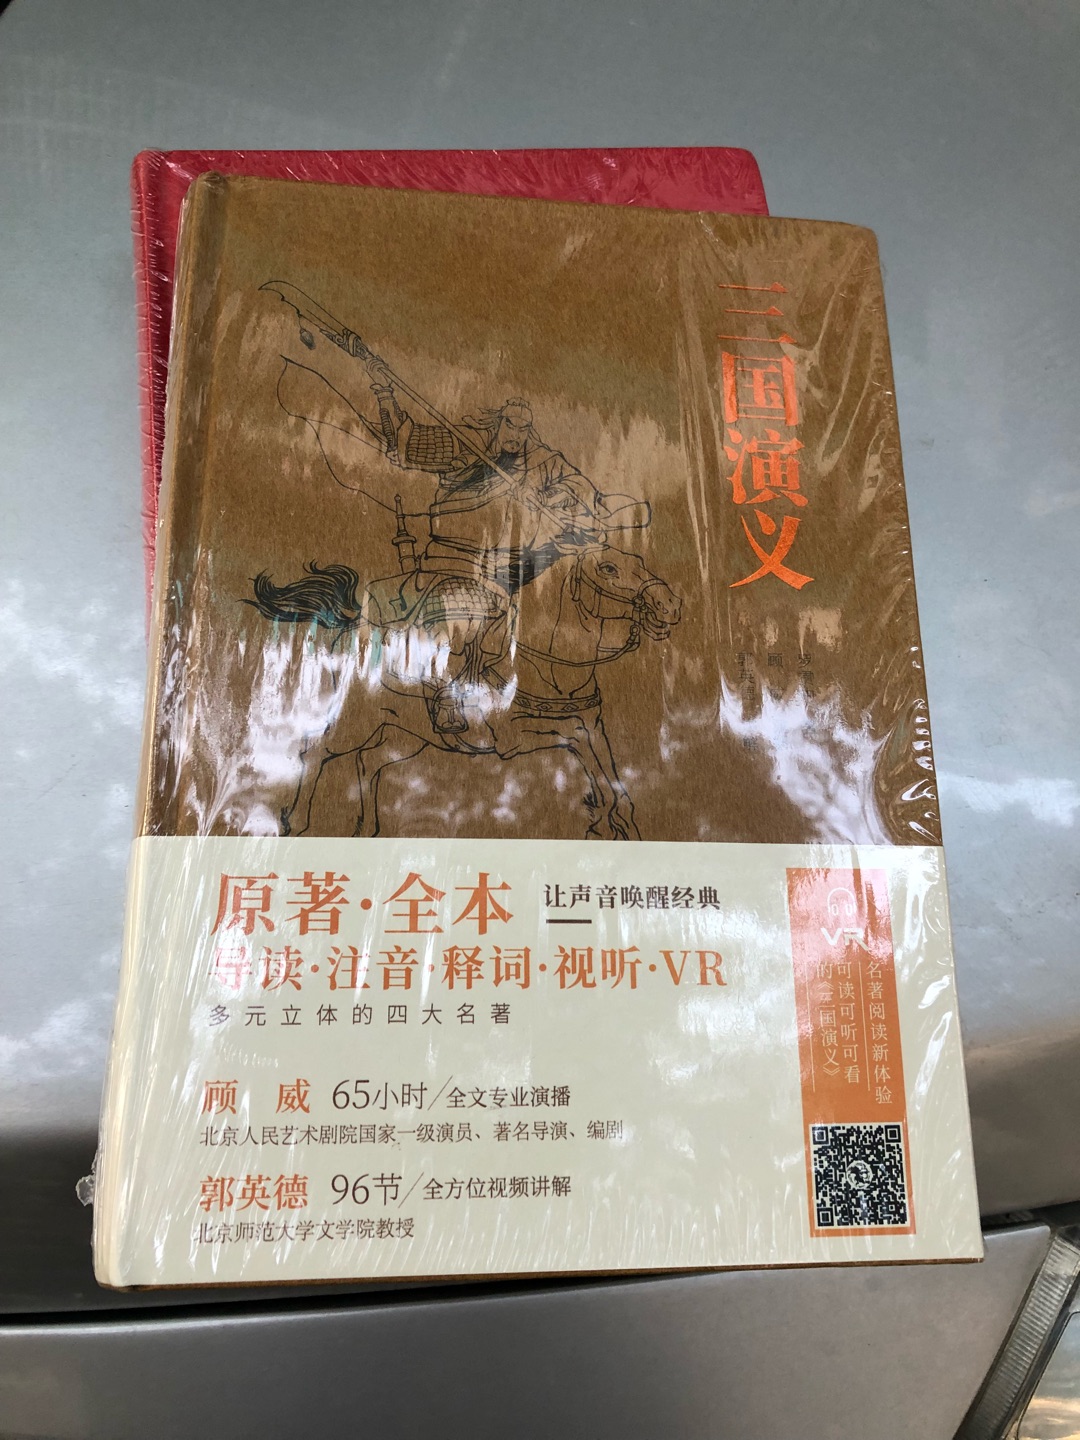 三国演义
原著·全本
让声音唤醒经典
导读·注音·释词·视听·VR
多元立体的四大名著
顾 威 65小时/全文专业演播
北京人民艺术剧院国家一级演员、著名导演、编剧
郭英德 96节/全方位视频讲解
北京师范大学文学院教授
VR
名著阅读新体验
可读可听可看
的《三国演义》